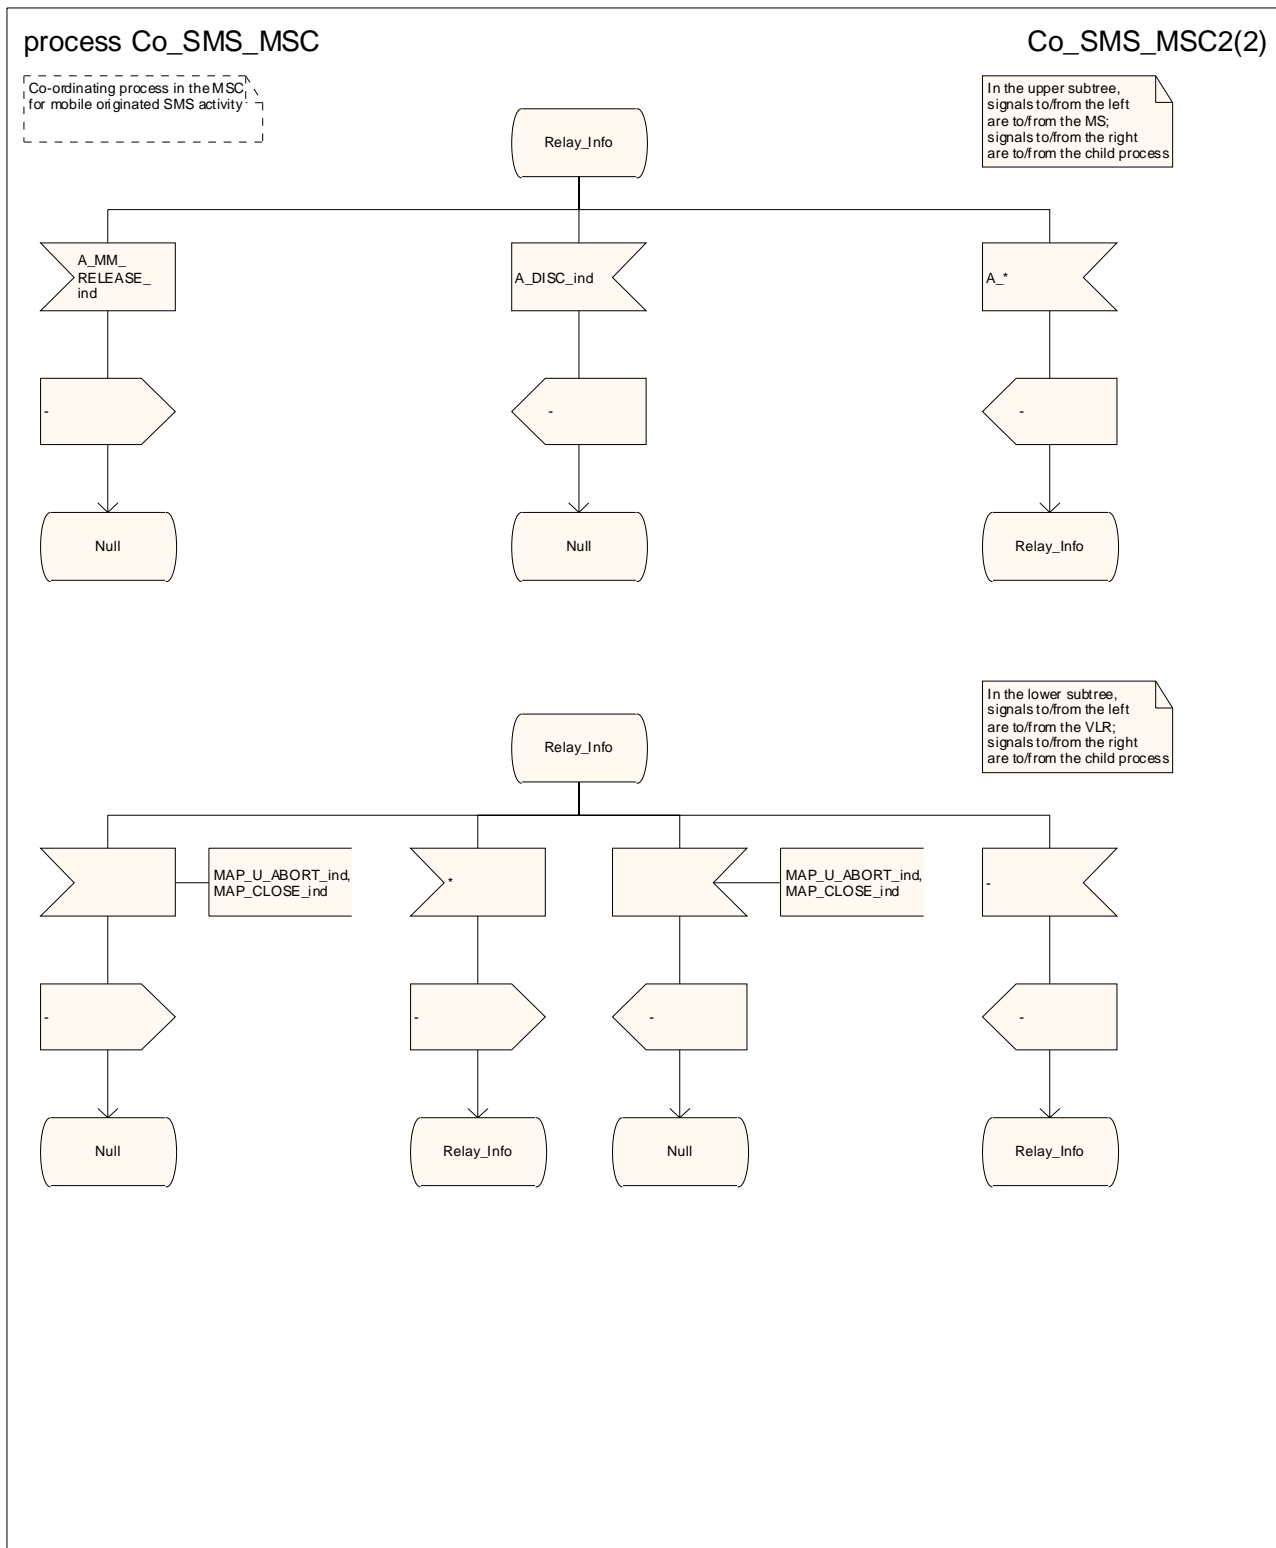 process Co_SMS_MSC
Co_SMS_MSC2(2)
Co-ordinating process in the MSC
for mobile originated SMS activity
In the upper subtree,
signals to/from the left
are to/from the MS;
signals to/from the right
are to/from the child process
Relay_Info
A_MM_
RELEASE_
ind
A_DISC_ind
A_*
-
-
-
Null
Null
Relay_Info
In the lower subtree,
signals to/from the left
are to/from the VLR;
signals to/from the right
are to/from the child process
Relay_Info
MAP_U_ABORT_ind,
MAP_CLOSE_ind
*
MAP_U_ABORT_ind,
MAP_CLOSE_ind
-
-
-
-
-
Null
Relay_Info
Null
Relay_Info